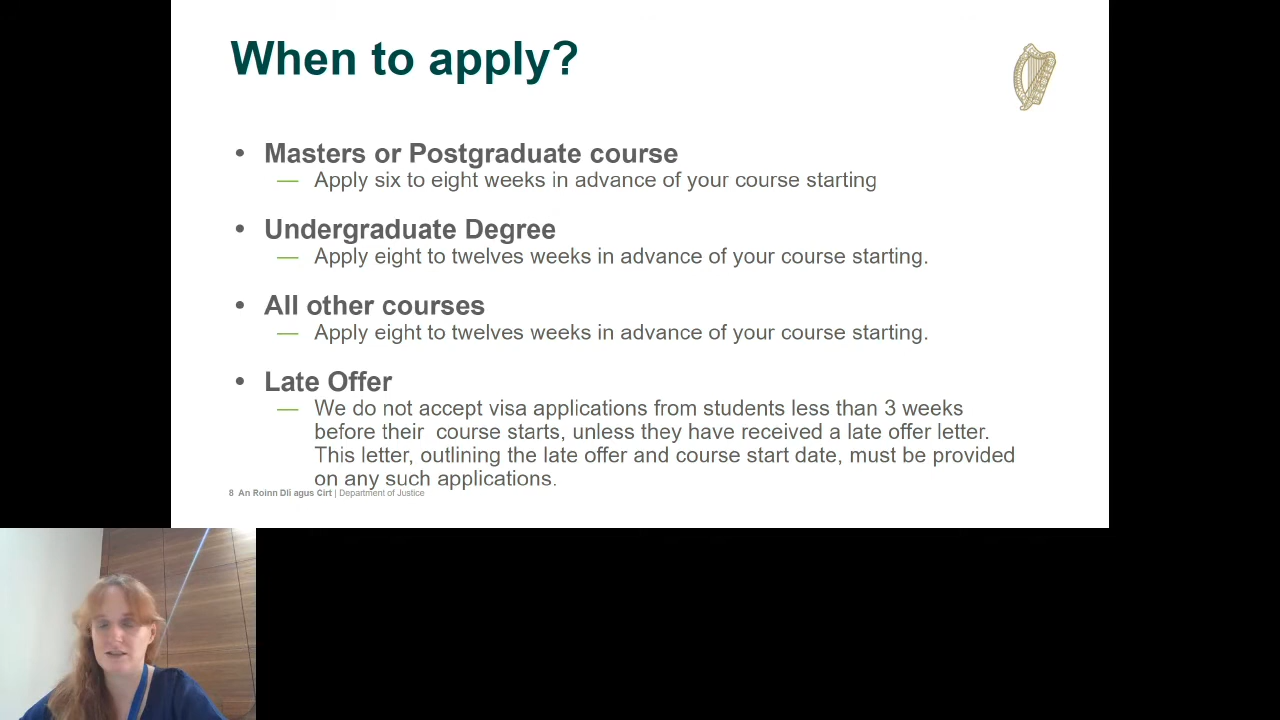 When to apply?
• Masters or Postgraduate course
— Apply six to eight weeks in advance of your course starting
• Undergraduate Degree
— Apply eight to twelves weeks in advance of your course starting.
• All other courses
— Apply eight to twelves weeks in advance of your course starting.
• Late Offer
— We do not accept visa applications from students less than 3 weeks
before their course starts, unless they have received a late offer letter.
This letter, outlining the late offer and course start date, must be provided
on any such applications.
8 An Roinn Dlí agus Cirt | Department of Justice